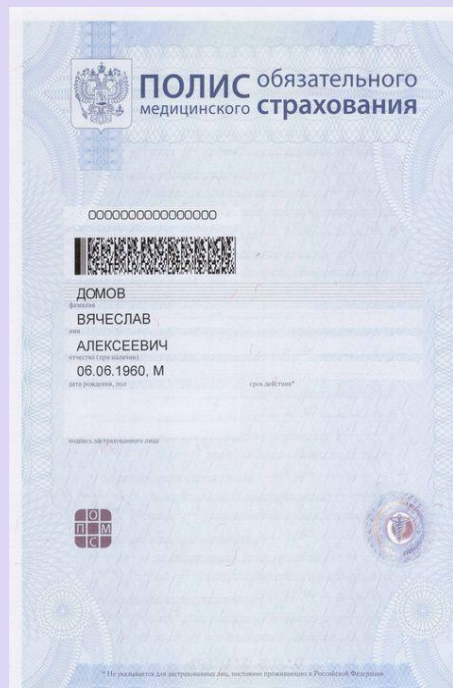 ПОЛИС обязательного
медицинского страхования
0000000000000000
ДОМОВ
фамилия
ВЯЧЕСЛАВ
имя
АЛЕКСЕЕВИЧ
отчество (при наличии)
06.06.1960, М
дата рождения, пол срок действия*
подпись застрахованного лица
О
П М
С
* Не указывается для застрахованных лиц, постоянно проживающих в Российской Федерации